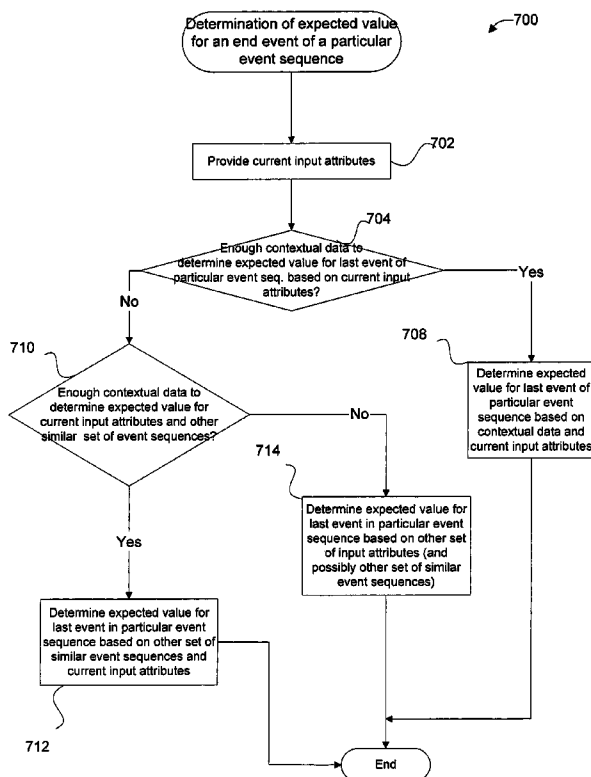 Determination of expected value
for an end event of a particular
event sequence
700
702
Provide current input attributes
704
Enough contextual data to
determine expected value for last event of
particular event seq. based on current input
attributes?
No
Yes
710
708
Enough contextual data to
determine expected value for
current input attributes and other
similar set of event sequences?
Determine expected
value for last event of
particular event
sequence based on
contextual data and
current input attributes
No
714
Determine expected value for
last event in particular event
sequence based on other set
of input attributes (and
possibly other set of similar
event sequences)
Yes
Determine expected value for
last event in particular event
sequence based on other set of
similar event sequences and
current input attributes
712
End